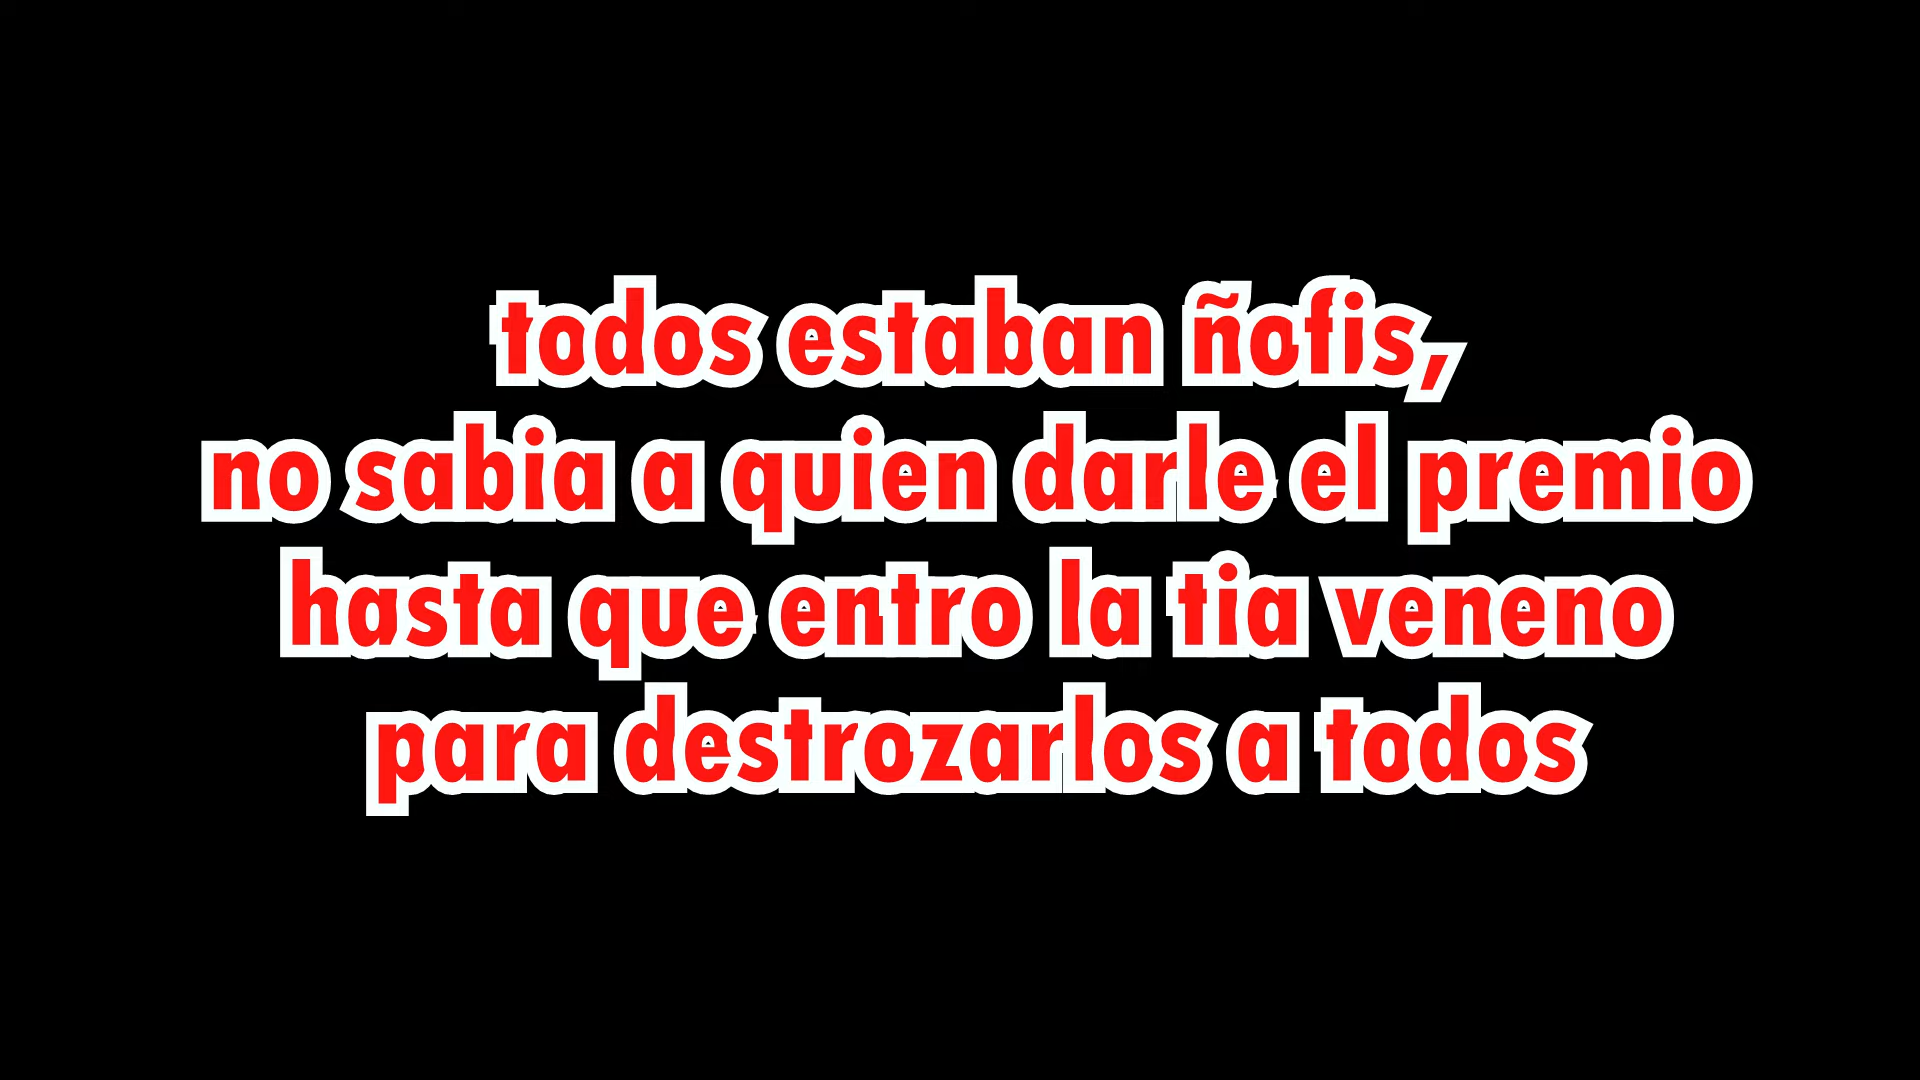 todos estaban ñofis,
no sabia a quien darle el premio
hasta que entro la tia veneno
para destrozarlos a todos